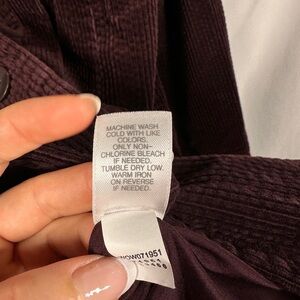 MACHINE WASH
COLD WITH LIKE
COLORS.
ONLY NON-
CHLORINE BLEACH
IF NEEDED.
TUMBLE DRY LOW.
WARM IRON
ON REVERSE
IF NEEDED.